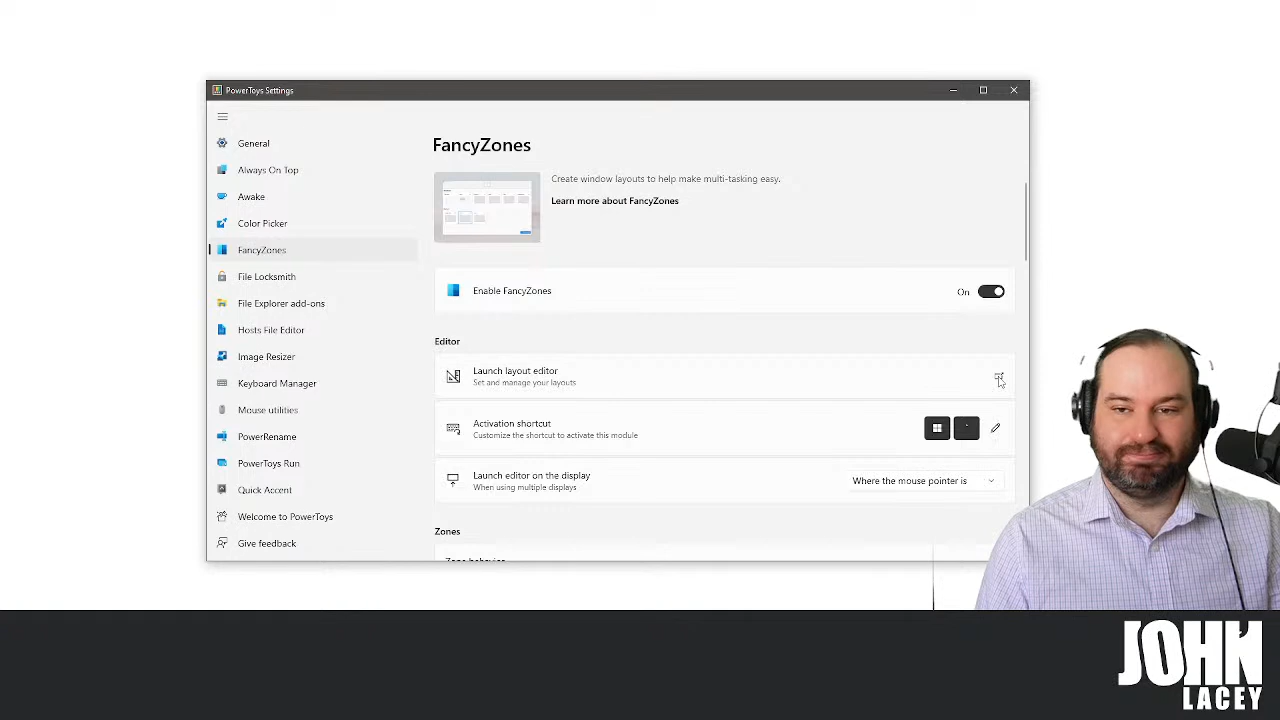 PowerToys Settings
General
Always On Top
Awake
Color Picker
FancyZones
File Locksmith
File Explorer add-ons
Hosts File Editor
Image Resizer
Keyboard Manager
Mouse utilities
PowerRename
PowerToys Run
Quick Accent
Welcome to PowerToys
Give feedback
FancyZones
Create window layouts to help make multi-tasking easy.
Learn more about FancyZones
Enable FancyZones
On
Editor
Launch layout editor
Set and manage your layouts
Activation shortcut
Customize the shortcut to activate this module
Launch editor on the display
When using multiple displays
Where the mouse pointer is
Zones
Zone behavior
JOHN
LACEY